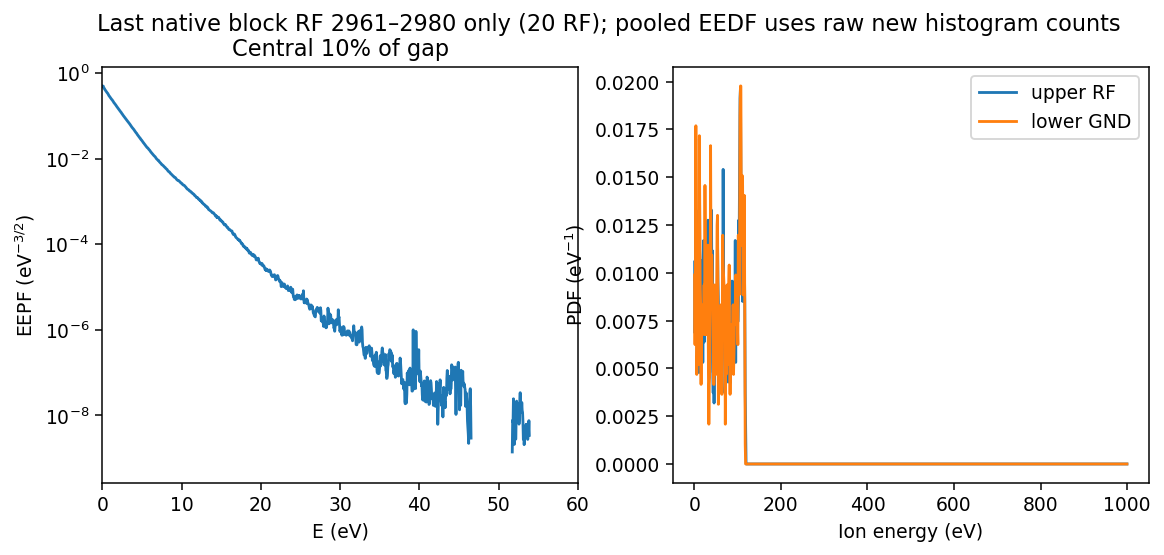 Last native block RF 2961–2980 only (20 RF); pooled EEDF uses raw new histogram counts
Central 10% of gap
EEPF (eV⁻³/²)
10⁰
10⁻²
10⁻⁴
10⁻⁶
10⁻⁸
0 10 20 30 40 50 60
E (eV)
PDF (eV⁻¹)
0.0200
0.0175
0.0150
0.0125
0.0100
0.0075
0.0050
0.0025
0.0000
upper RF
lower GND
0 200 400 600 800 1000
Ion energy (eV)